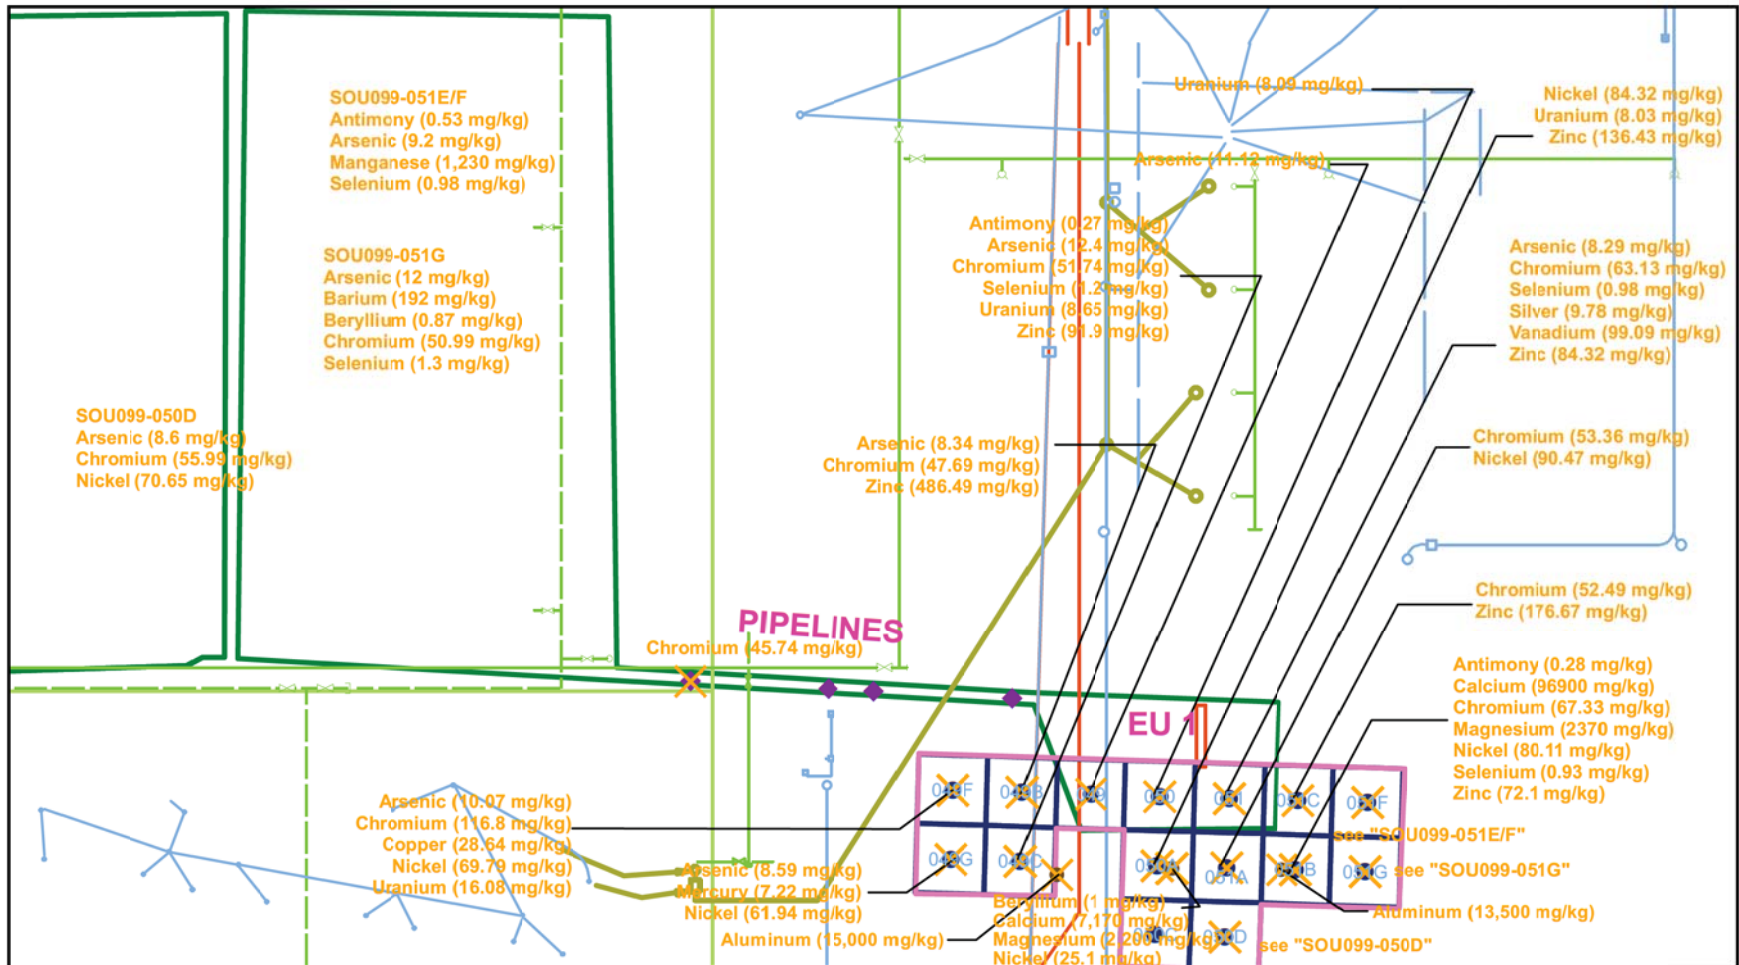 Uranium (8.09 mg/kg)
Nickel (84.32 mg/kg)
Uranium (8.03 mg/kg)
Zinc (136.43 mg/kg)
SOU099-051E/F
Antimony (0.53 mg/kg)
Arsenic (9.2 mg/kg)
Manganese (1,230 mg/kg)
Selenium (0.98 mg/kg)
Arsenic (11.12 mg/kg)
Antimony (0.27 mg/kg)
Arsenic (12.4 mg/kg)
Chromium (51.74 mg/kg)
Selenium (1.2 mg/kg)
Uranium (8.65 mg/kg)
Zinc (91.9 mg/kg)
SOU099-051G
Arsenic (12 mg/kg)
Barium (192 mg/kg)
Beryllium (0.87 mg/kg)
Chromium (50.99 mg/kg)
Selenium (1.3 mg/kg)
Arsenic (8.29 mg/kg)
Chromium (63.13 mg/kg)
Selenium (0.98 mg/kg)
Silver (9.78 mg/kg)
Vanadium (99.09 mg/kg)
Zinc (84.32 mg/kg)
SOU099-050D
Arsenic (8.6 mg/kg)
Chromium (55.99 mg/kg)
Nickel (70.65 mg/kg)
Arsenic (8.34 mg/kg)
Chromium (47.69 mg/kg)
Zinc (486.49 mg/kg)
Chromium (53.36 mg/kg)
Nickel (90.47 mg/kg)
Chromium (52.49 mg/kg)
Zinc (176.67 mg/kg)
PIPELINES
Chromium (45.74 mg/kg)
Antimony (0.28 mg/kg)
Calcium (96900 mg/kg)
Chromium (67.33 mg/kg)
Magnesium (2370 mg/kg)
Nickel (80.11 mg/kg)
Selenium (0.93 mg/kg)
Zinc (72.1 mg/kg)
EU 1
049F
049B
049
050
051
051C
051F
Arsenic (10.07 mg/kg)
Chromium (116.8 mg/kg)
Copper (28.64 mg/kg)
Nickel (69.79 mg/kg)
Uranium (16.08 mg/kg)
see "SOU099-051E/F"
049G
049C
050A
051A
051B
051G
see "SOU099-051G"
Arsenic (8.59 mg/kg)
Mercury (7.22 mg/kg)
Nickel (61.94 mg/kg)
Aluminum (15,000 mg/kg)
Beryllium (1 mg/kg)
Calcium (7,170 mg/kg)
Magnesium (2,200 mg/kg)
Nickel (25.1 mg/kg)
Aluminum (13,500 mg/kg)
050C
050D
see "SOU099-050D"